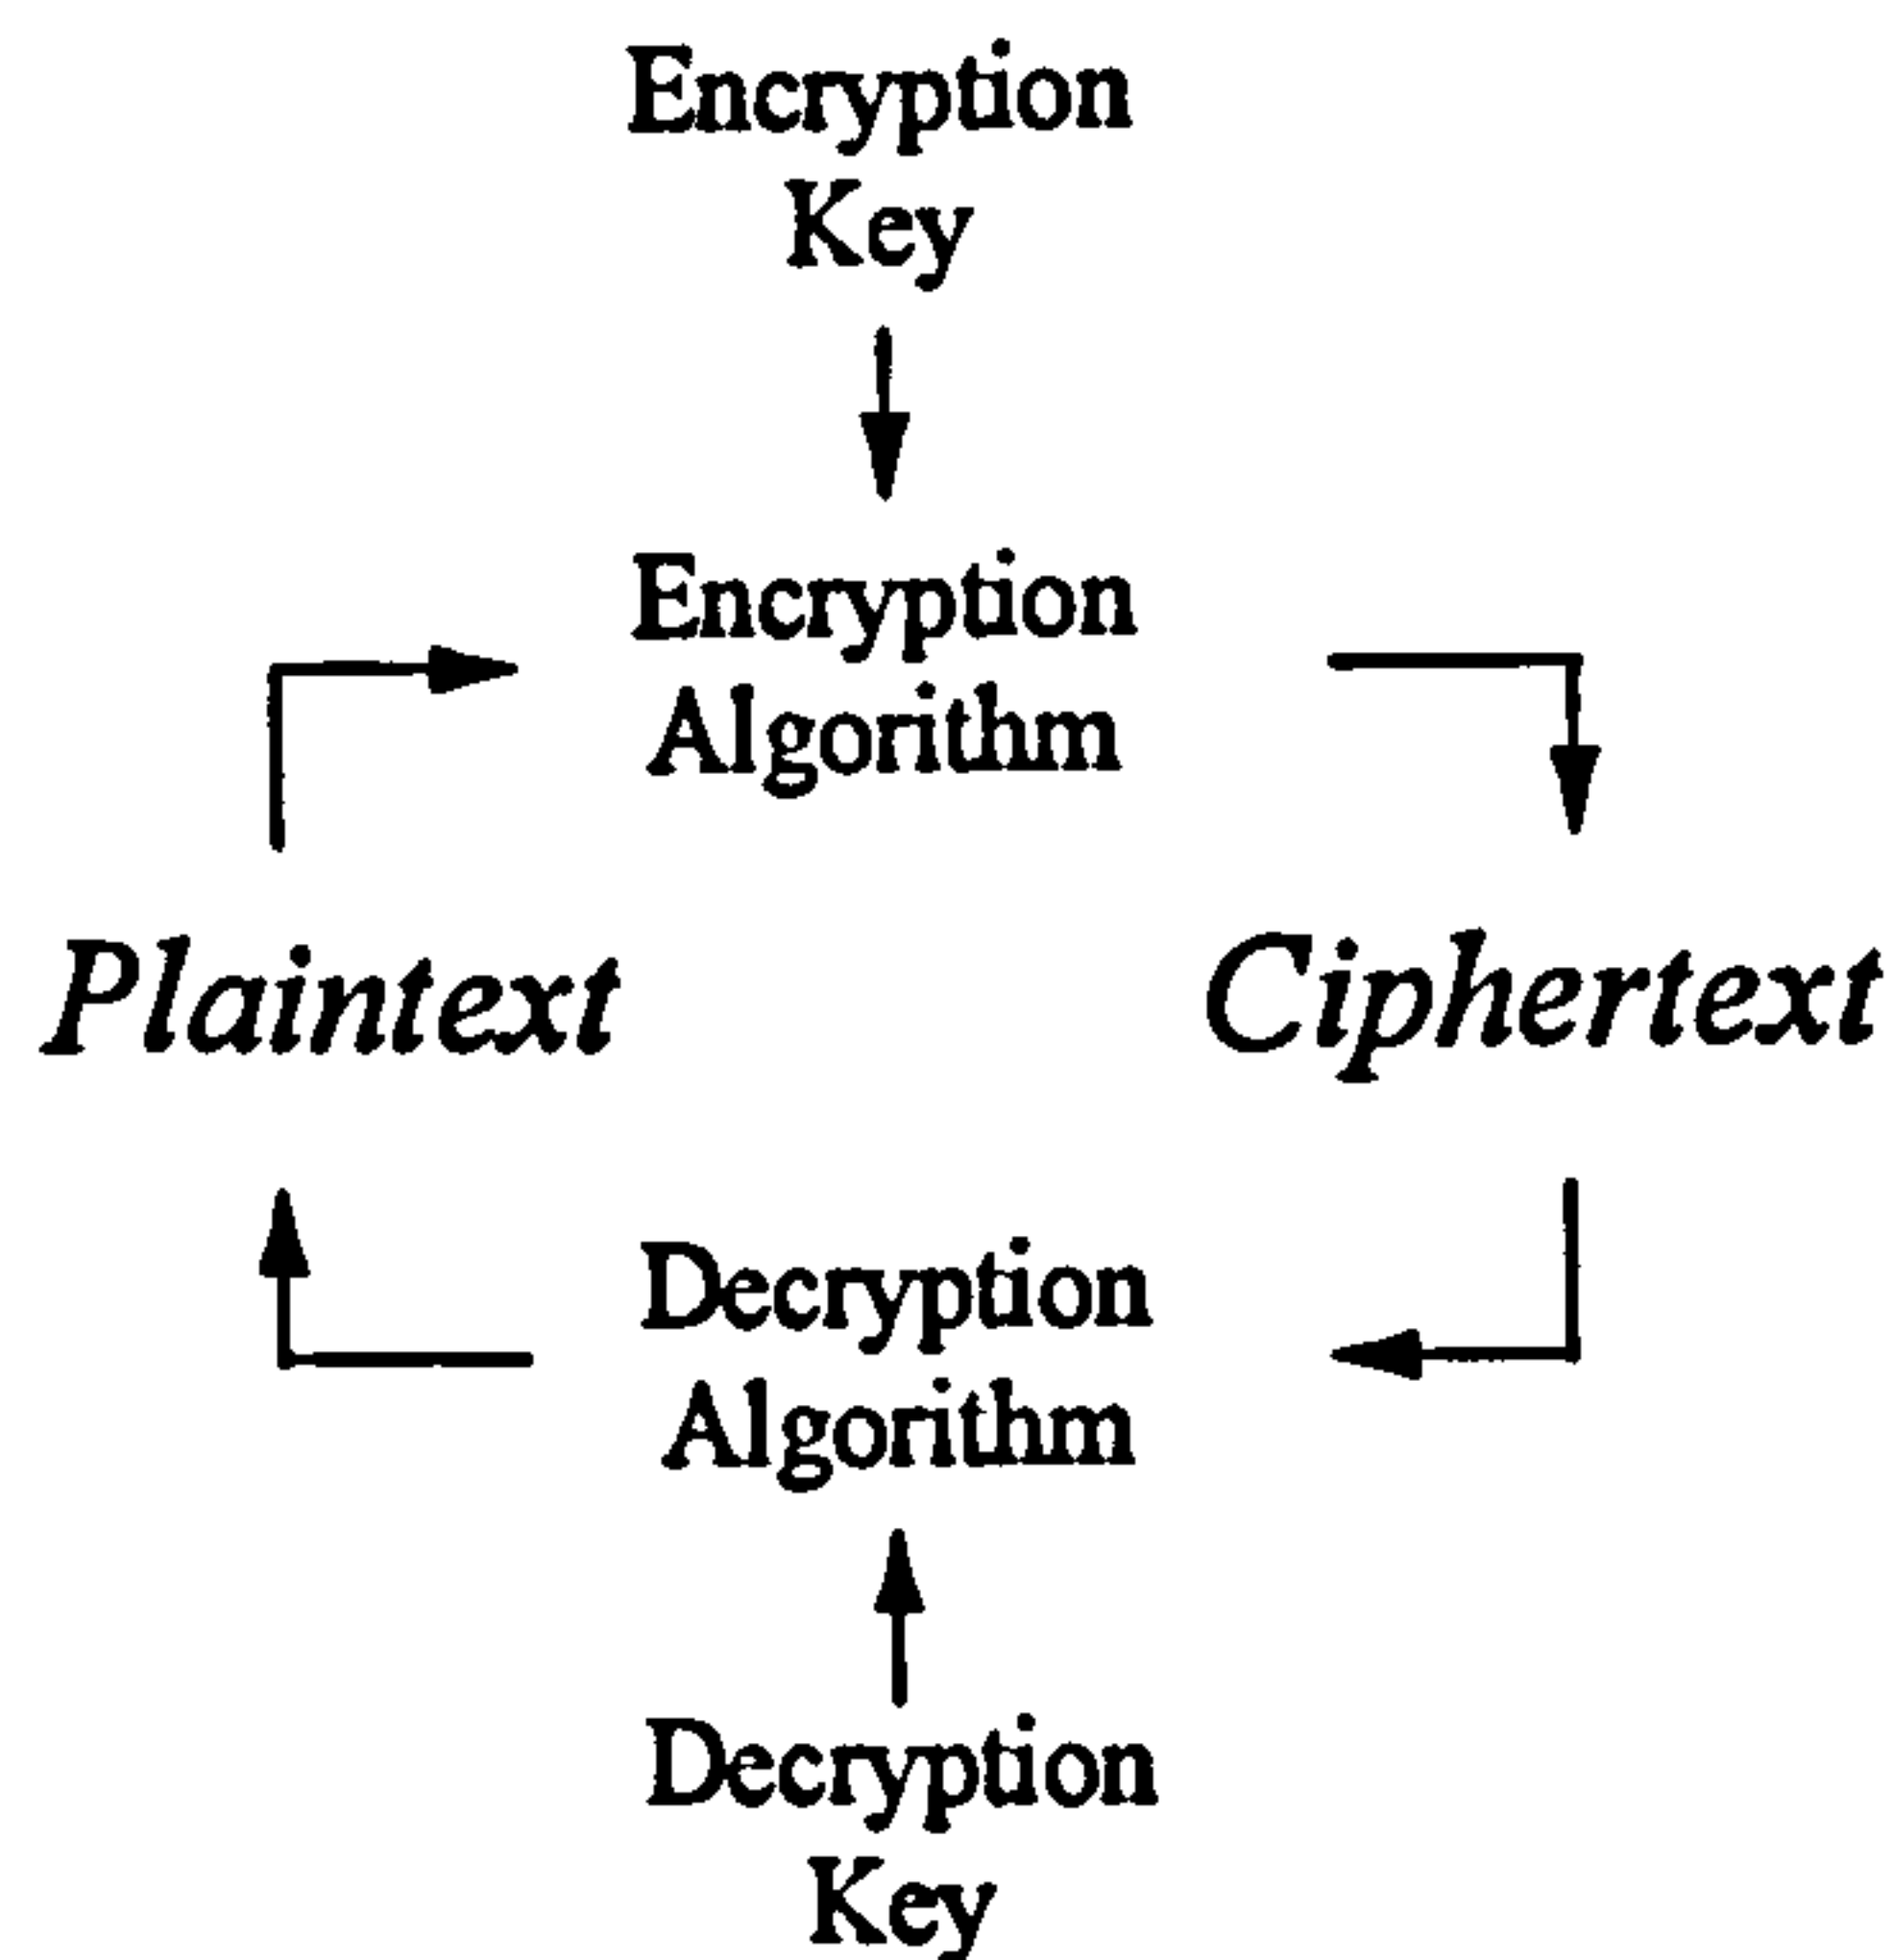 Encryption
Key
Encryption
Algorithm
Plaintext
Ciphertext
Decryption
Algorithm
Decryption
Key